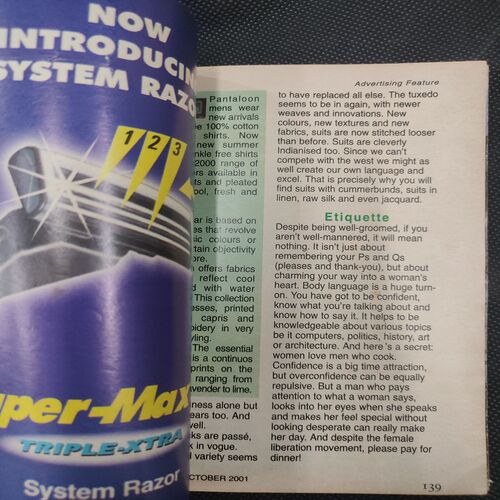 NOW
INTRODUCIN
SYSTEM RAZO
1 2 3
per-Max
TRIPLE-XTRA
System Razor
Advertising Feature
Pantaloon
mens wear
new arrivals
e 100% cotton
shirts. Now
new summer
nkle free shirts
2000 range of
rs available in
ts and pleated
ool, fresh and
ar is based on
es that revolve
ic colours or
tain objectivity
ore.
n offers fabrics
reflect cool
d with water
This collection
esses, printed
capris and
oidery in very
yling.
The essential
is a continuos
prints on the
ranging from
vender to lime.
ness alone but
ears too. And
well.
ks are passé,
k in vogue.
d variety seems
to have replaced all else. The tuxedo
seems to be in again, with newer
weaves and innovations. New
colours, new textures and new
fabrics, suits are now stitched looser
than before. Suits are cleverly
Indianised too. Since we can't
compete with the west we might as
well create our own language and
excel. That is precisely why you will
find suits with cummerbunds, suits in
linen, raw silk and even jacquard.
Etiquette
Despite being well-groomed, if you
aren't well-mannered, it will mean
nothing. It isn't just about
remembering your Ps and Qs
(pleases and thank-you), but about
charming your way into a woman's
heart. Body language is a huge turn-
on. You have got to be confident,
know what you're talking about and
know how to say it. It helps to be
knowledgeable about various topics
be it computers, politics, history, art
or architecture. And here's a secret:
women love men who cook.
Confidence is a big time attraction,
but overconfidence can be equally
repulsive. But a man who pays
attention to what a woman says,
looks into her eyes when she speaks
and makes her feel special without
looking desperate can really make
her day. And despite the female
liberation movement, please pay for
dinner!
CTOBER 2001
139